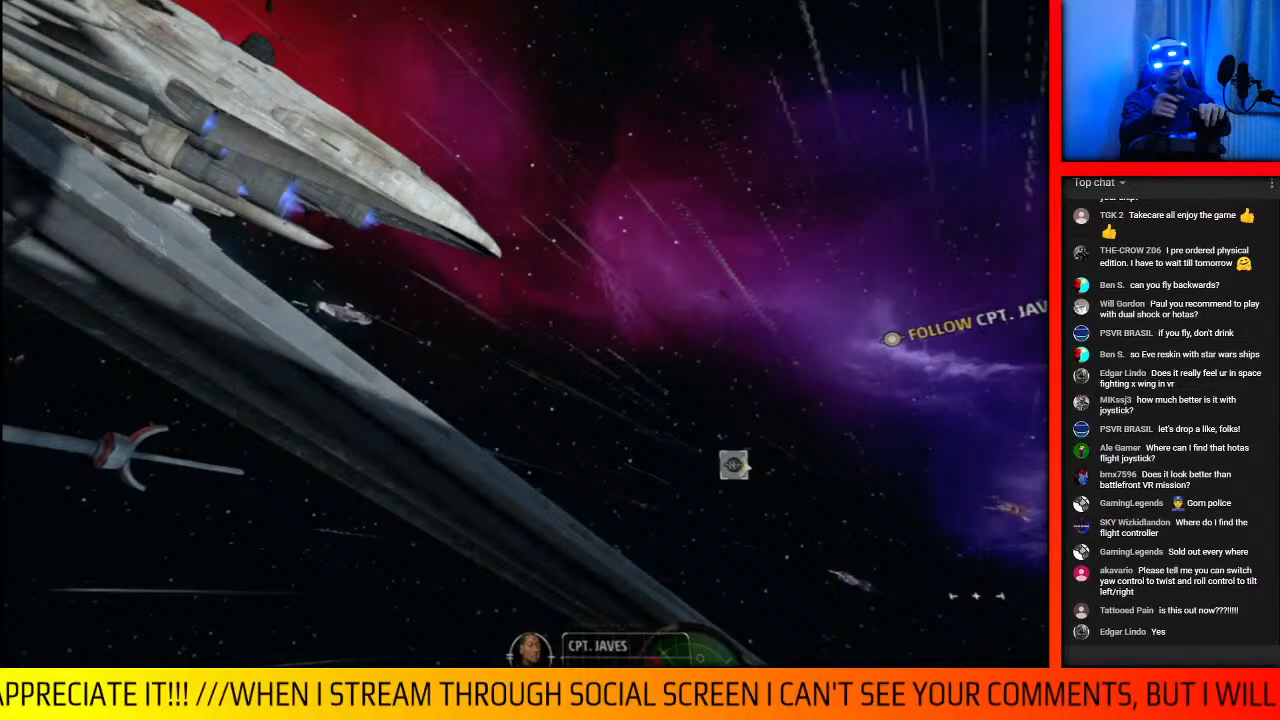 FOLLOW CPT. JAV
CPT. JAVES
Top chat
TGK 2 Takecare all enjoy the game 👍
👍
THE-CROW Z06 I pre ordered physical
edition. I have to wait till tomorrow 🤗
Ben S. can you fly backwards?
Will Gordon Paul you recommend to play
with dual shock or hotas?
PSVR BRASIL if you fly, don't drink
Ben S. so Eve reskin with star wars ships
Edgar Lindo Does it really feel ur in space
fighting x wing in vr
MIKssj3 how much better is it with
joystick?
PSVR BRASIL let's drop a like, folks!
Ale Gamer Where can I find that hotas
flight joystick?
bmx7596 Does it look better than
battlefront VR mission?
GamingLegends 👮 Gorn police
SKY Wizkidlandon Where do I find the
flight controller
GamingLegends Sold out every where
akavario Please tell me you can switch
yaw control to twist and roll control to tilt
left/right
Tattooed Pain is this out now???!!!!!
Edgar Lindo Yes
APPRECIATE IT!!! ///WHEN I STREAM THROUGH SOCIAL SCREEN I CAN'T SEE YOUR COMMENTS, BUT I WILL